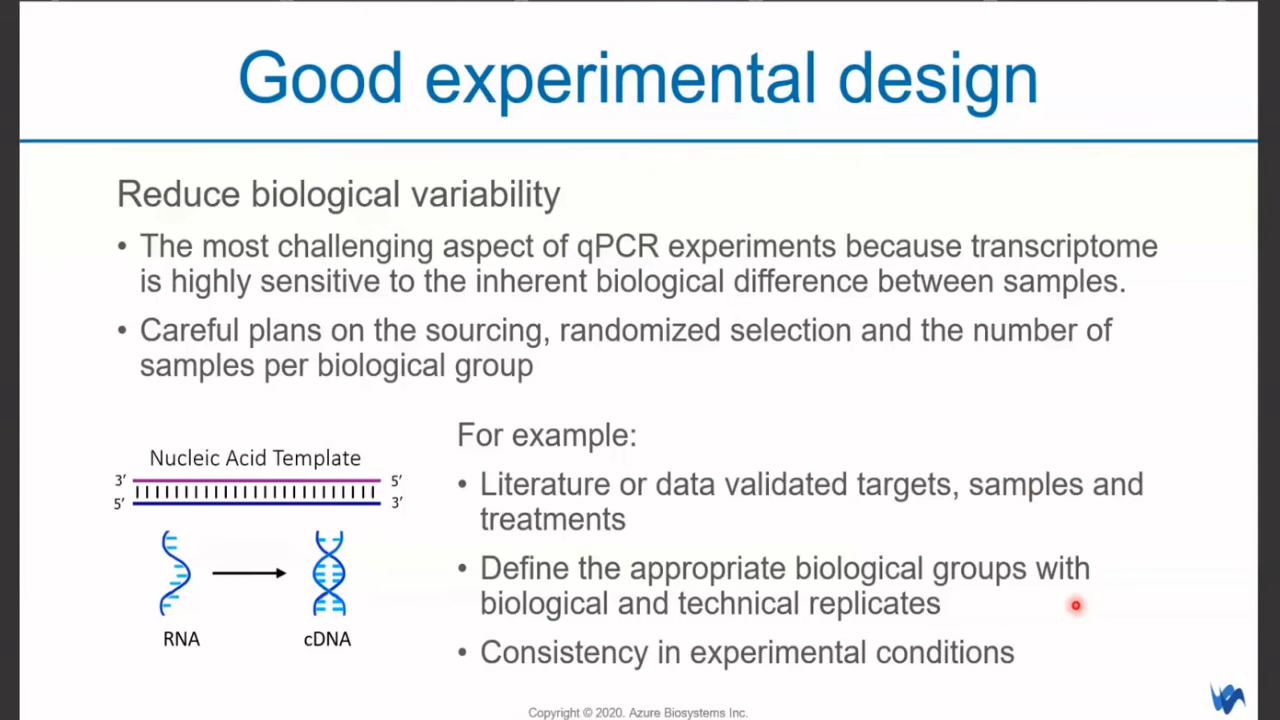 Good experimental design
Reduce biological variability
• The most challenging aspect of qPCR experiments because transcriptome
is highly sensitive to the inherent biological difference between samples.
• Careful plans on the sourcing, randomized selection and the number of
samples per biological group
Nucleic Acid Template
3′ 5′
5′ 3′
RNA cDNA
For example:
• Literature or data validated targets, samples and
treatments
• Define the appropriate biological groups with
biological and technical replicates
• Consistency in experimental conditions
Copyright © 2020. Azure Biosystems Inc.